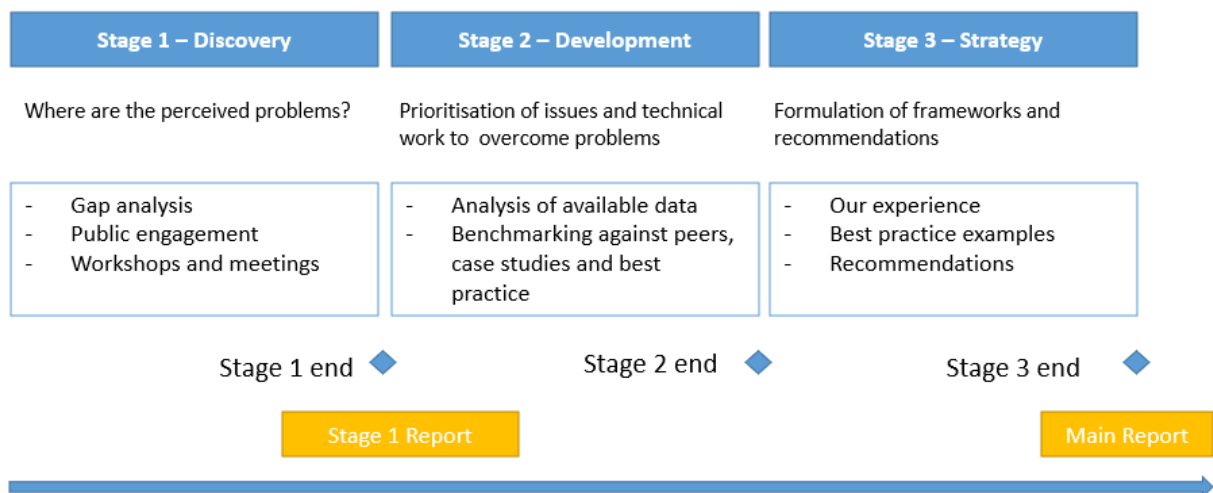 Stage 1 – Discovery
Stage 2 – Development
Stage 3 – Strategy
Where are the perceived problems?
Prioritisation of issues and technical
work to  overcome problems
Formulation of frameworks and
recommendations
- Gap analysis
- Public engagement
- Workshops and meetings
- Analysis of available data
- Benchmarking against peers,
case studies and best
practice
- Our experience
- Best practice examples
- Recommendations
Stage 1 end
Stage 2 end
Stage 3 end
Stage 1 Report
Main Report